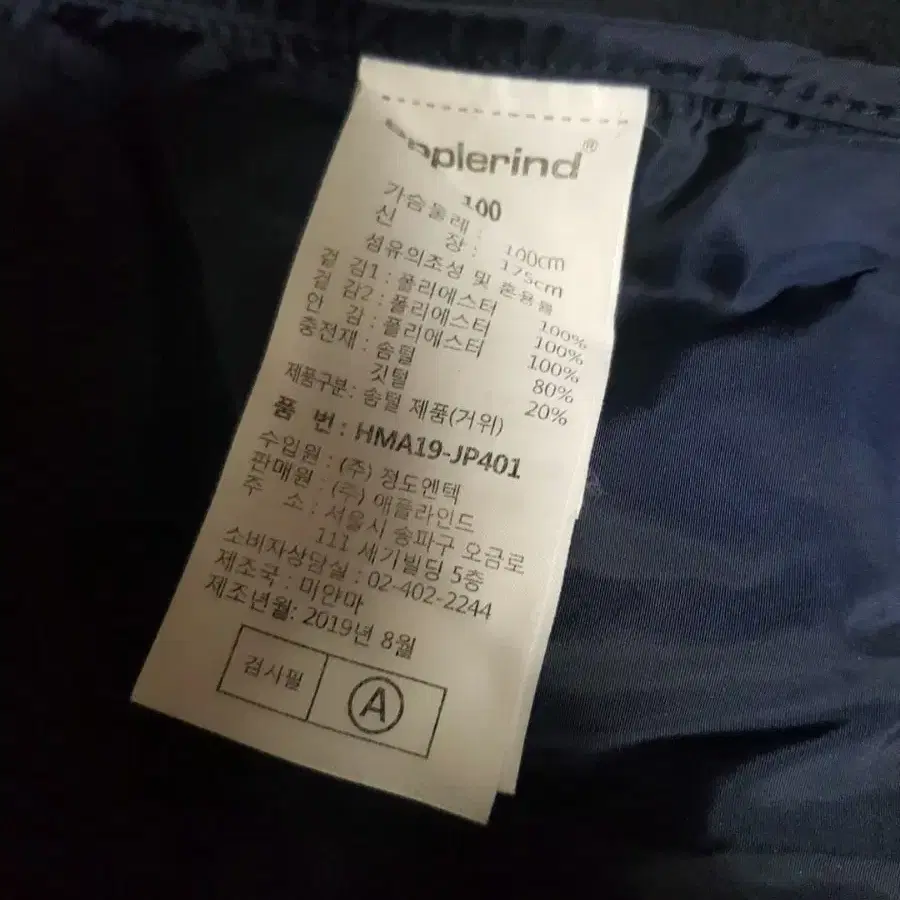 applerind®
100
가슴둘레 : 100cm
신 장 : 175cm
섬유의조성 및 혼용률
겉 감1 : 폴리에스터 100%
겉 감2 : 폴리에스터 100%
안 감 : 폴리에스터 100%
충전재 : 솜털 80%
깃털 20%
제품구분: 솜털 제품(거위)
품 번 : HMA19-JP401
수입원 : (주) 경도엔텍
판매원 : (주) 애플라인드
주 소 : 서울시 송파구 오금로
111 세기빌딩 5층
소비자상담실 : 02-402-2244
제조국 : 미얀마
제조년월: 2019년 8월
검사필 A